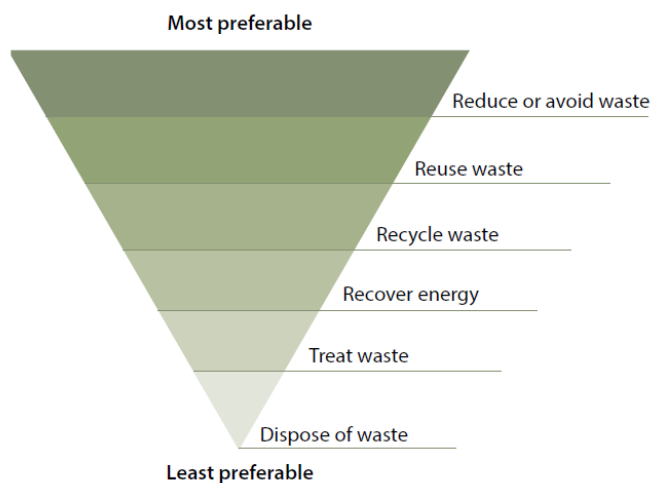 Most preferable
Reduce or avoid waste
Reuse waste
Recycle waste
Recover energy
Treat waste
Dispose of waste
Least preferable